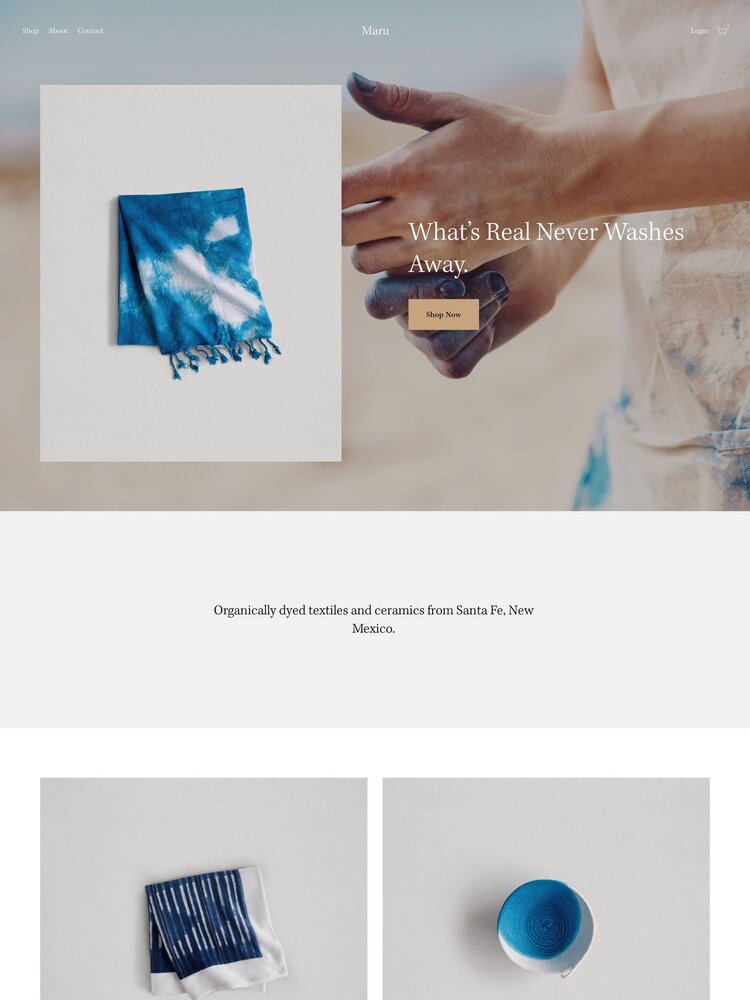 Shop About Contact
Maru
Login
What’s Real Never Washes
Away.
Shop Now
Organically dyed textiles and ceramics from Santa Fe, New
Mexico.